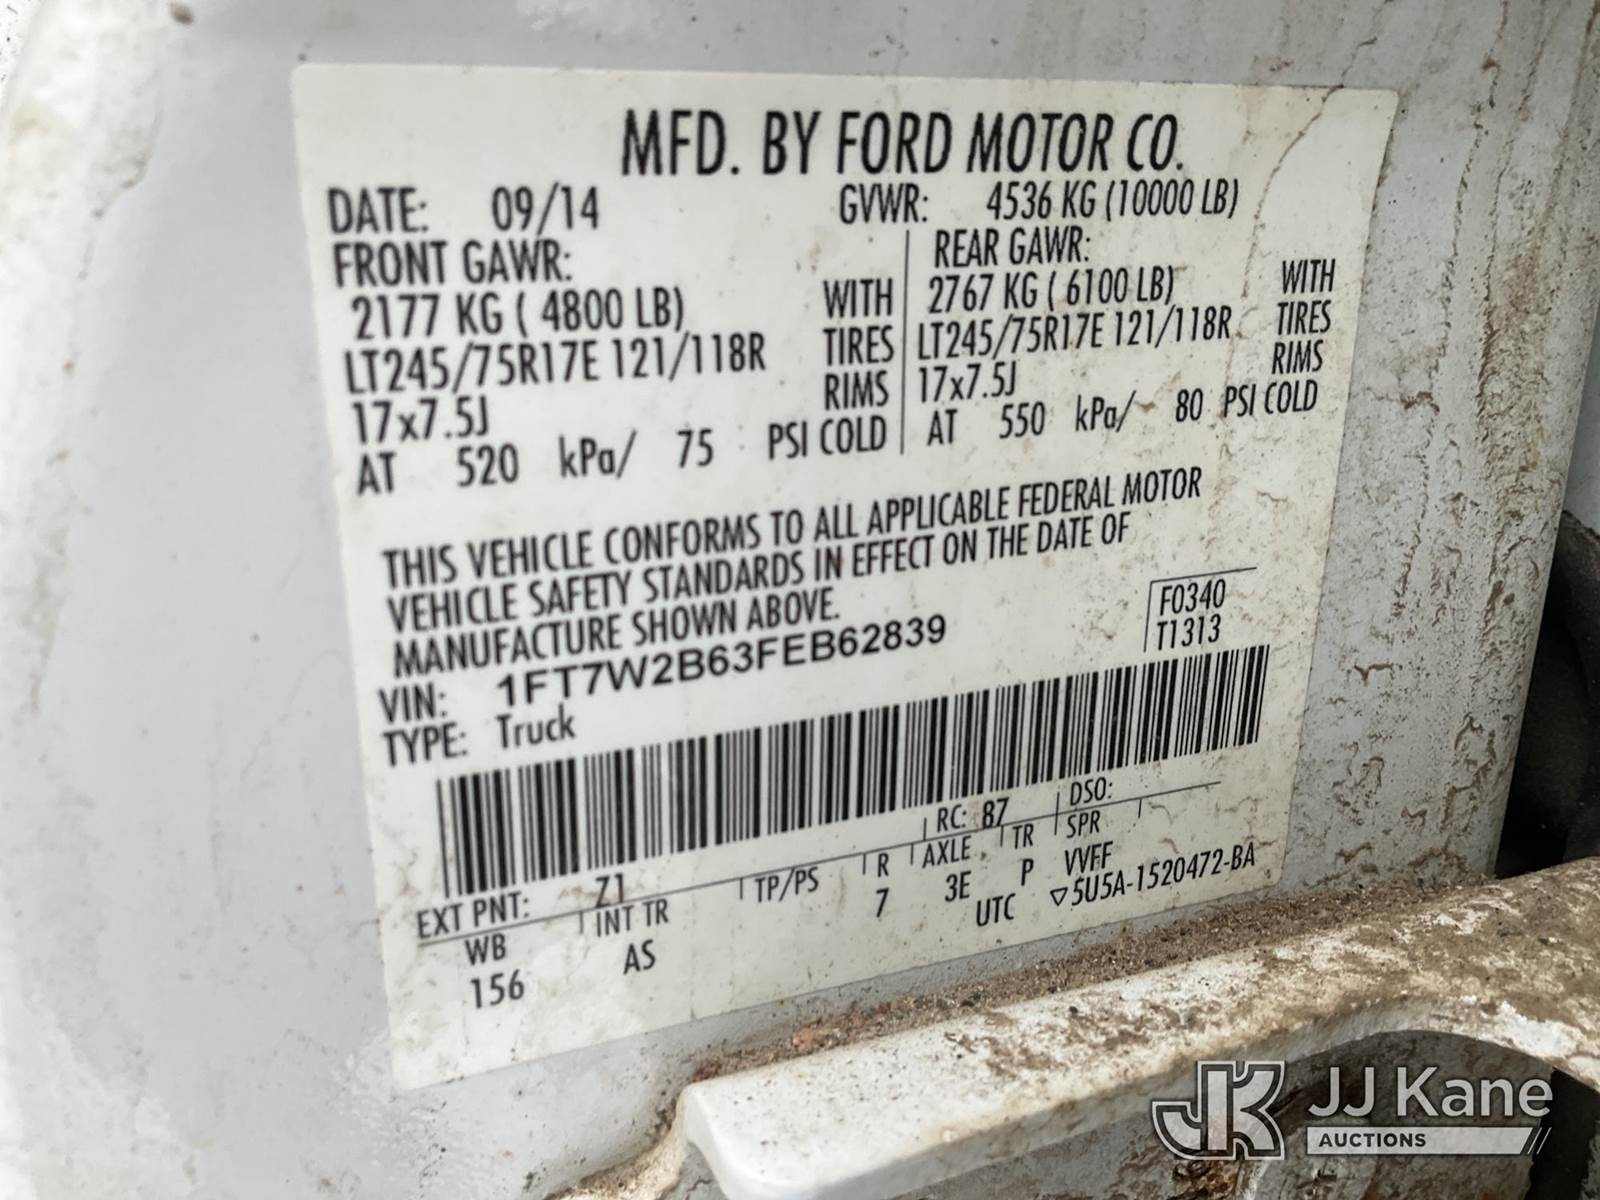 MFD. BY FORD MOTOR CO.
DATE: 09/14 GVWR: 4536 KG (10000 LB)
FRONT GAWR: REAR GAWR:
2177 KG ( 4800 LB) WITH 2767 KG ( 6100 LB) WITH
LT245/75R17E 121/118R TIRES LT245/75R17E 121/118R TIRES
17x7.5J RIMS 17x7.5J RIMS
AT 520 kPa/ 75 PSI COLD AT 550 kPa/ 80 PSI COLD
THIS VEHICLE CONFORMS TO ALL APPLICABLE FEDERAL MOTOR
VEHICLE SAFETY STANDARDS IN EFFECT ON THE DATE OF
MANUFACTURE SHOWN ABOVE.
F0340
T1313
VIN: 1FT7W2B63FEB62839
TYPE: Truck
EXT PNT: Z1 RC: 87 DSO:
WB INT TR TP/PS R AXLE TR SPR
156 AS 7 3E P VVFF
UTC ▽5U5A-1520472-BA
JK JJ Kane
AUCTIONS